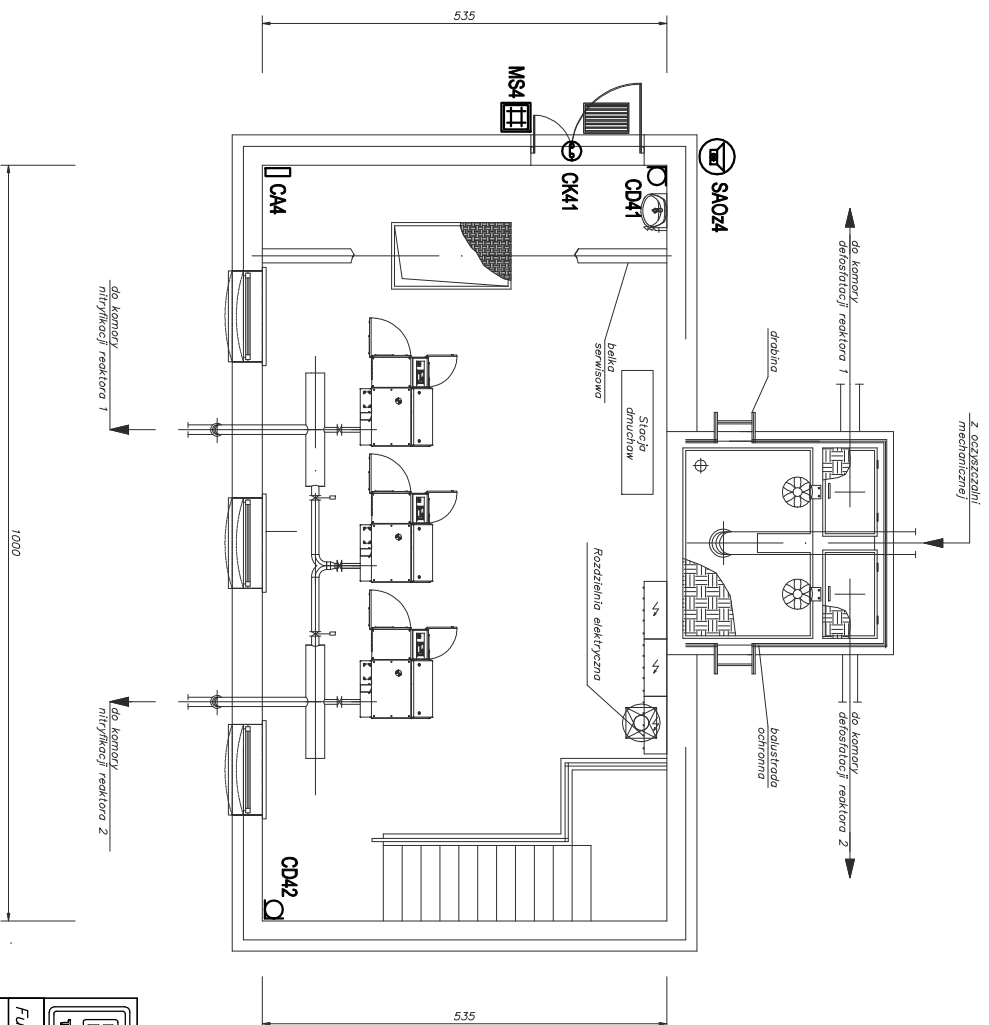 535
MS4
CK41
CD41
SAOz4
CA4
do komory
defosfatacji reaktora 1
drabina
z oczyszczalni
mechanicznej
belka
serwisowa
Stacja
dmuchaw
do komory
nitryfikacji reaktora 1
Rozdzielnia elektryczna
balustrada
ochronna
do komory
defosfatacji reaktora 2
do komory
nitryfikacji reaktora 2
1000
CD42
535